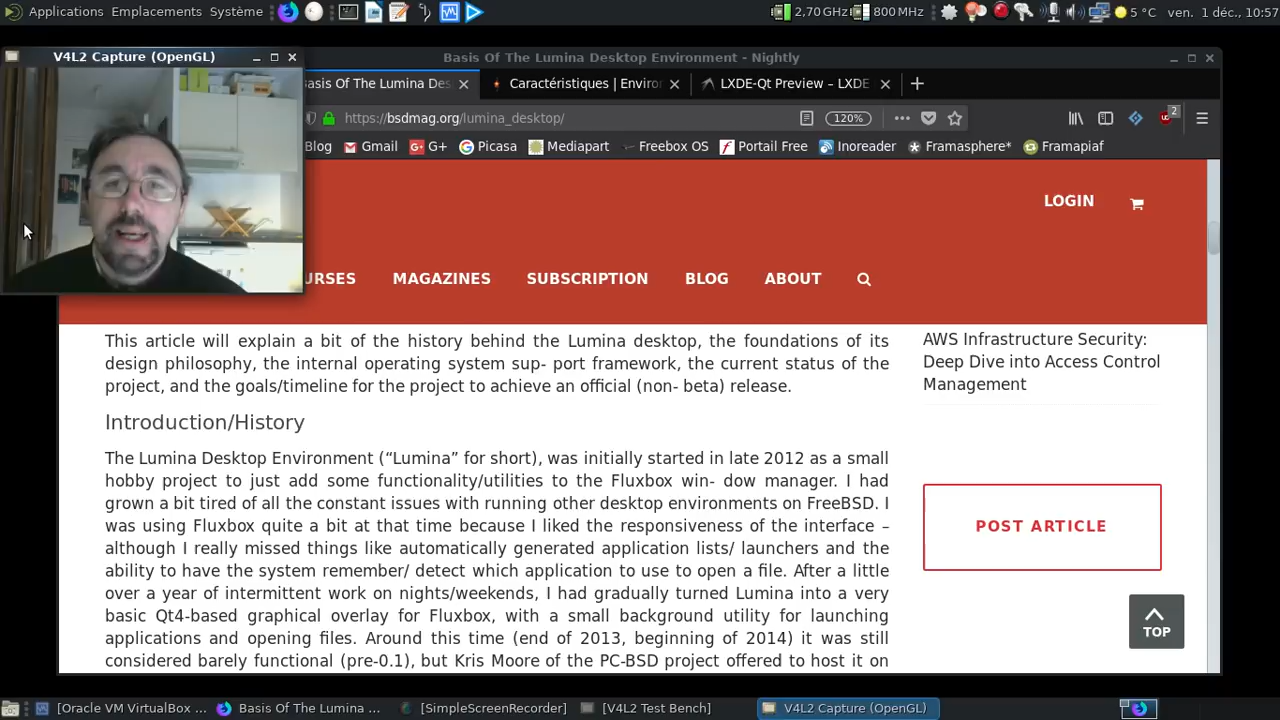 Applications Emplacements Système 2,70 GHz 800 MHz 5 °C ven. 1 déc., 10:57
V4L2 Capture (OpenGL)
Basis Of The Lumina Desktop Environment - Nightly
asis Of The Lumina Des Caractéristiques | Enviror LXDE-Qt Preview – LXDE
https://bsdmag.org/lumina_desktop/ 120% 2
Blog Gmail G+ Picasa Mediapart Freebox OS Portail Free Inoreader Framasphere* Framapiaf
LOGIN
URSES MAGAZINES SUBSCRIPTION BLOG ABOUT
This article will explain a bit of the history behind the Lumina desktop, the foundations of its
design philosophy, the internal operating system sup- port framework, the current status of the
project, and the goals/timeline for the project to achieve an official (non- beta) release.
Introduction/History
The Lumina Desktop Environment (“Lumina” for short), was initially started in late 2012 as a small
hobby project to just add some functionality/utilities to the Fluxbox win- dow manager. I had
grown a bit tired of all the constant issues with running other desktop environments on FreeBSD. I
was using Fluxbox quite a bit at that time because I liked the responsiveness of the interface –
although I really missed things like automatically generated application lists/ launchers and the
ability to have the system remember/ detect which application to use to open a file. After a little
over a year of intermittent work on nights/weekends, I had gradually turned Lumina into a very
basic Qt4-based graphical overlay for Fluxbox, with a small background utility for launching
applications and opening files. Around this time (end of 2013, beginning of 2014) it was still
considered barely functional (pre-0.1), but Kris Moore of the PC-BSD project offered to host it on
AWS Infrastructure Security:
Deep Dive into Access Control
Management
POST ARTICLE
TOP
[Oracle VM VirtualBox ... Basis Of The Lumina ... [SimpleScreenRecorder] [V4L2 Test Bench] V4L2 Capture (OpenGL)